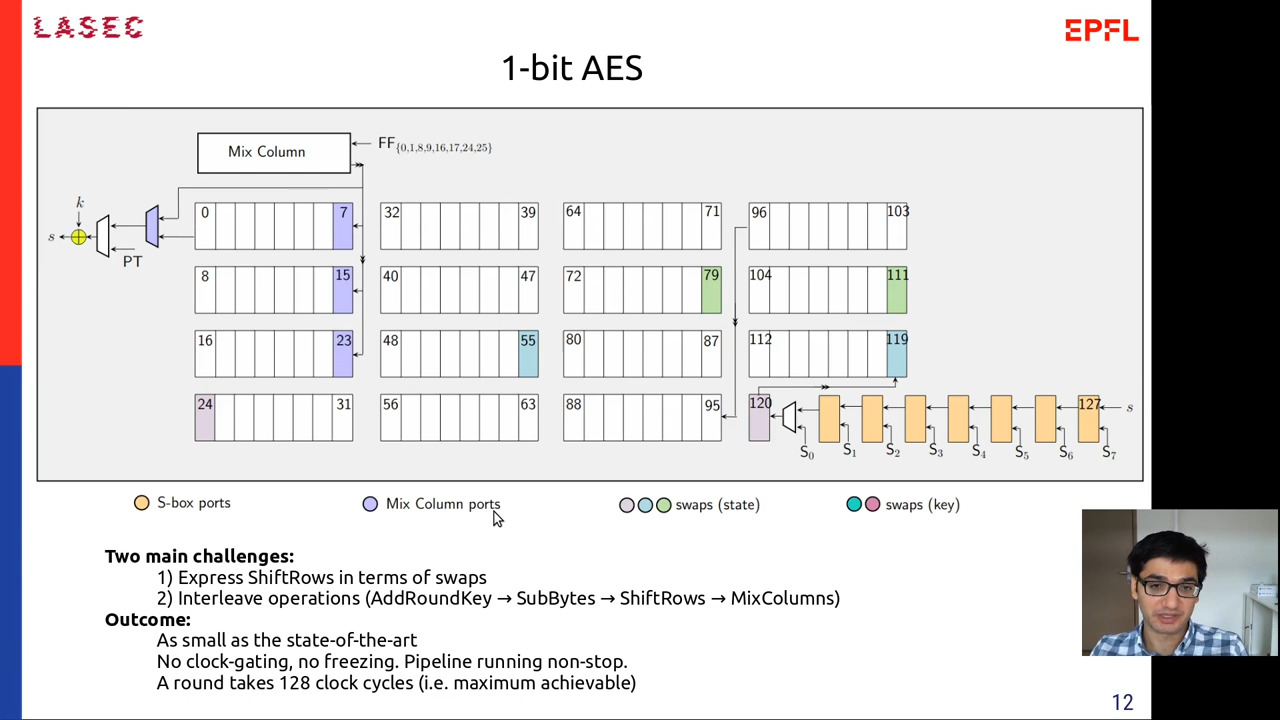 LASEC
EPFL
1-bit AES
Mix Column
FF{0,1,8,9,16,17,24,25}
k
s
PT
0 7 32 39 64 71 96 103
8 15 40 47 72 79 104 111
16 23 48 55 80 87 112 119
24 31 56 63 88 95 120 127 s
S0 S1 S2 S3 S4 S5 S6 S7
S-box ports
Mix Column ports
swaps (state)
swaps (key)
Two main challenges:
1) Express ShiftRows in terms of swaps
2) Interleave operations (AddRoundKey → SubBytes → ShiftRows → MixColumns)
Outcome:
As small as the state-of-the-art
No clock-gating, no freezing. Pipeline running non-stop.
A round takes 128 clock cycles (i.e. maximum achievable)
12